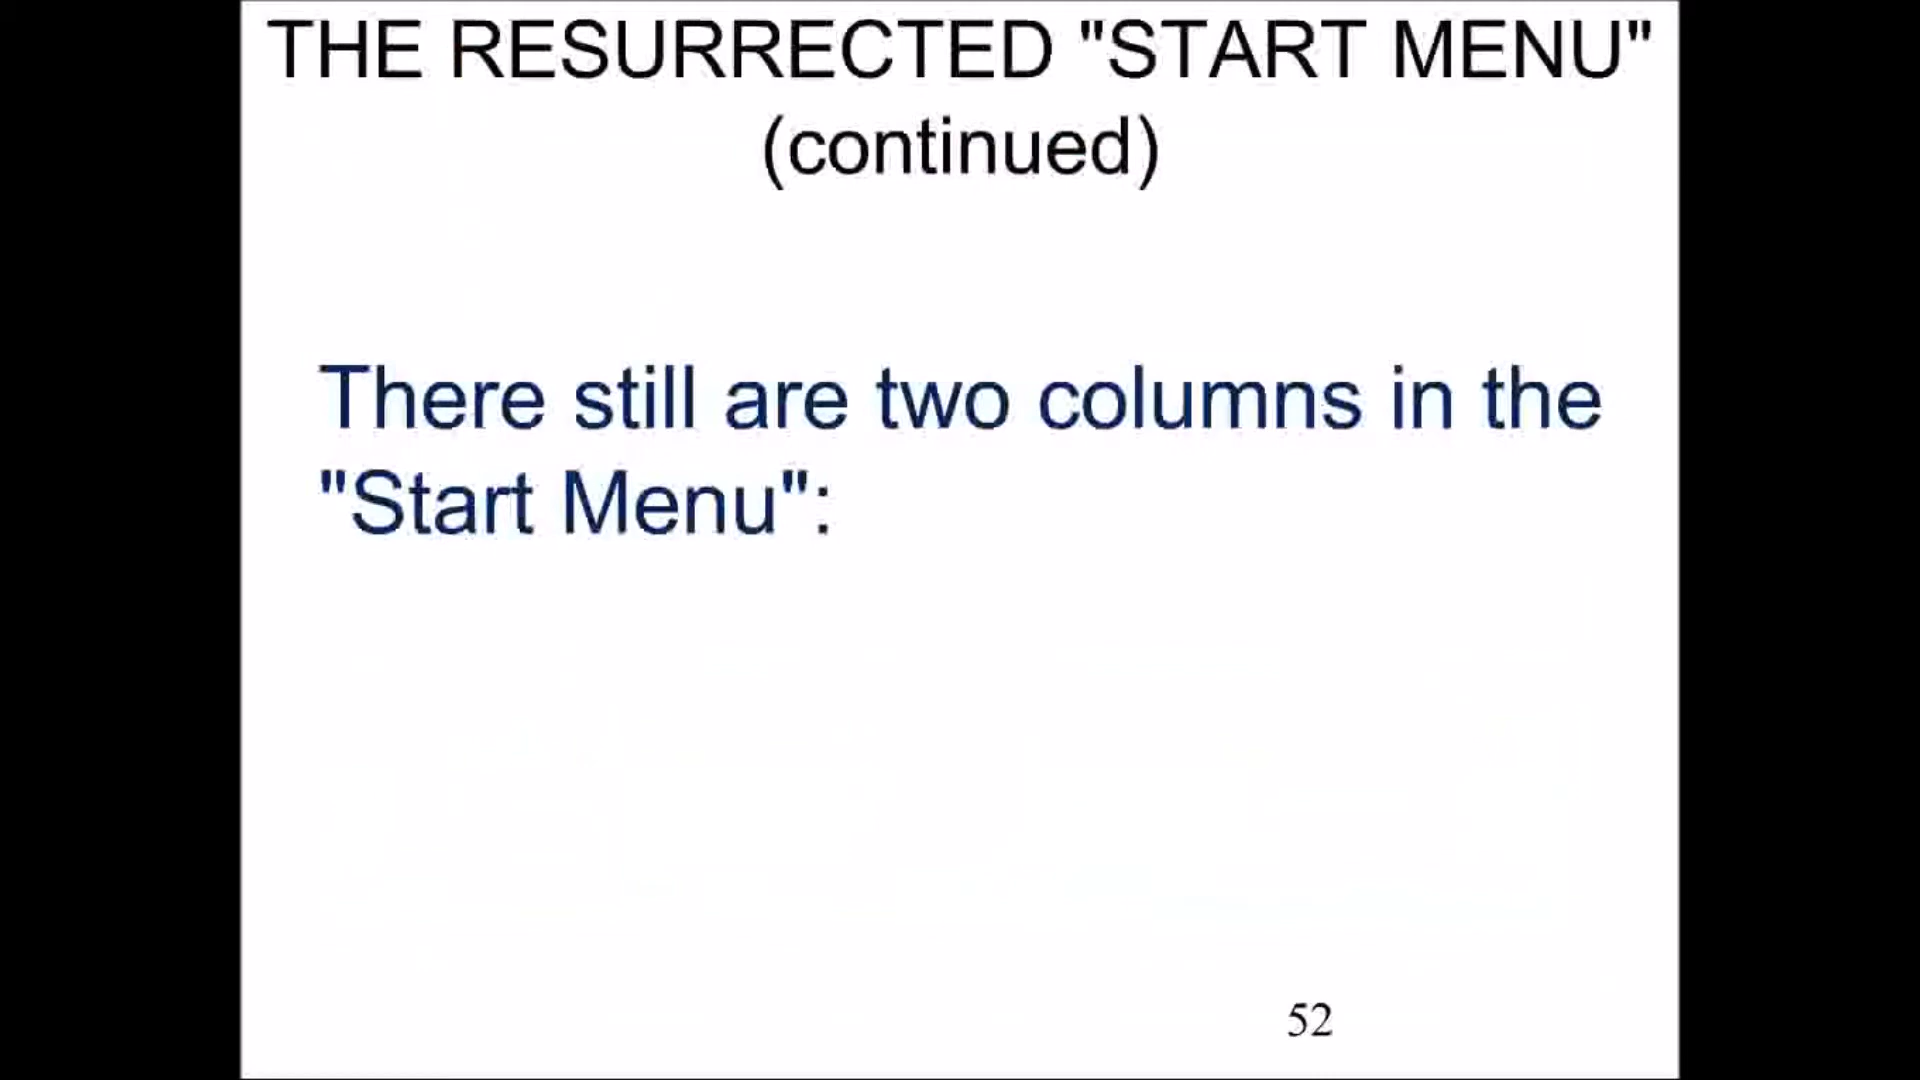 THE RESURRECTED "START MENU"
(continued)
There still are two columns in the
"Start Menu":
52